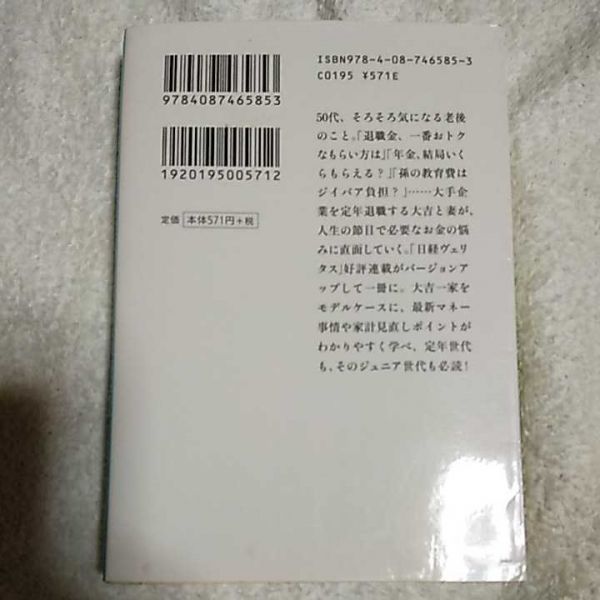 ISBN978-4-08-746585-3
C0195 ¥571E
9784087465853
1920195005712
定価 本体571円+税
50代、そろそろ気になる老後
のこと。「退職金、一番おトク
なもらい方は」「年金、結局いく
らもらえる?」「孫の教育費は
ジイバア負担?」……大手企
業を定年退職する大吉と妻が、
人生の節目で必要なお金の悩
みに直面していく。「日経ヴェリ
タス」好評連載がバージョンア
ップして一冊に。大吉一家を
モデルケースに、最新マネー
事情や家計見直しポイントが
わかりやすく学べ、定年世代
も、そのジュニア世代も必読!